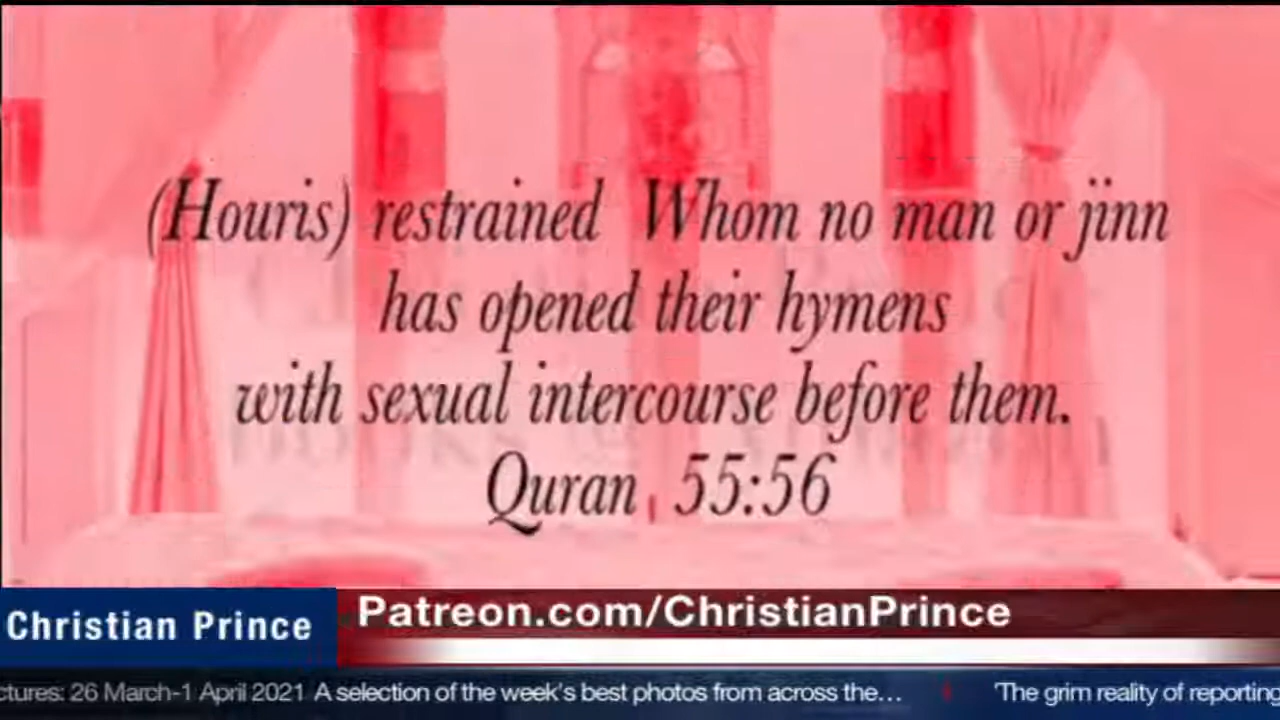 (Houris) restrained Whom no man or jinn
has opened their hymens
with sexual intercourse before them.
Quran 55:56
Christian Prince
Patreon.com/ChristianPrince
ctures: 26 March-1 April 2021 A selection of the week's best photos from across the... 'The grim reality of reporting